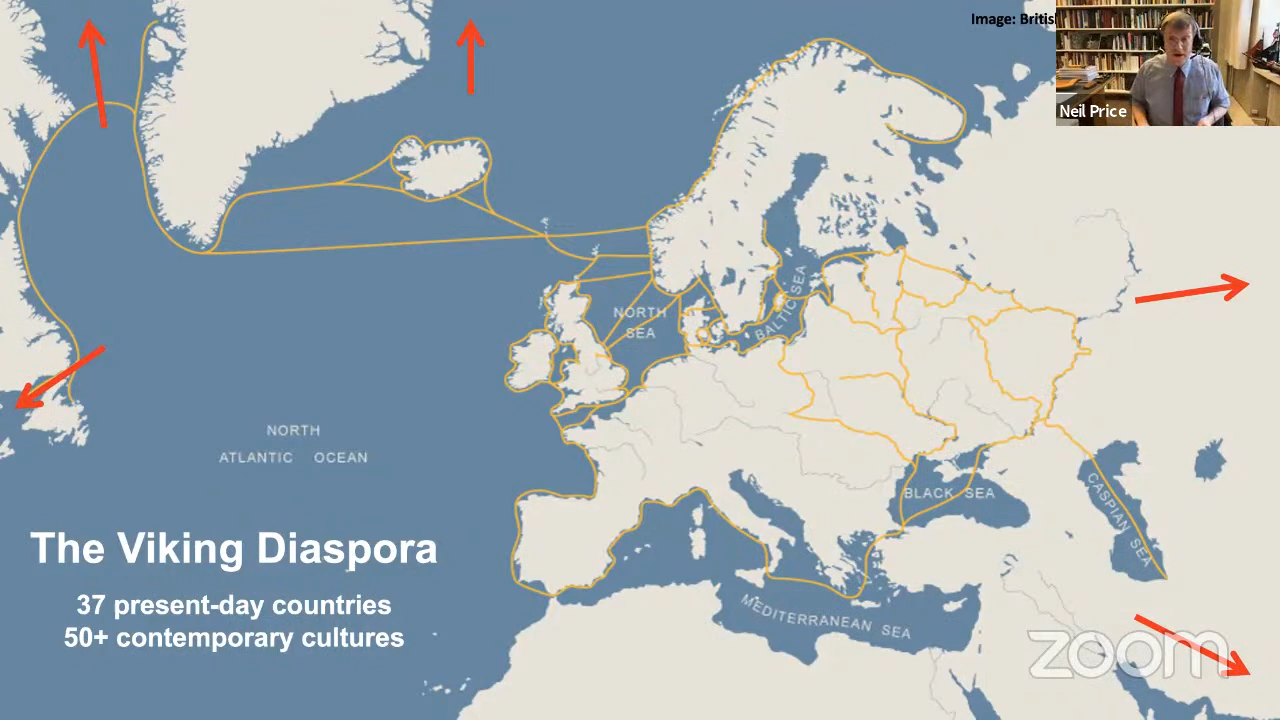 Image: Britis
Neil Price
NORTH
SEA
BALTIC SEA
NORTH
ATLANTIC OCEAN
BLACK SEA
CASPIAN SEA
The Viking Diaspora
37 present-day countries
50+ contemporary cultures
MEDITERRANEAN SEA
zoom